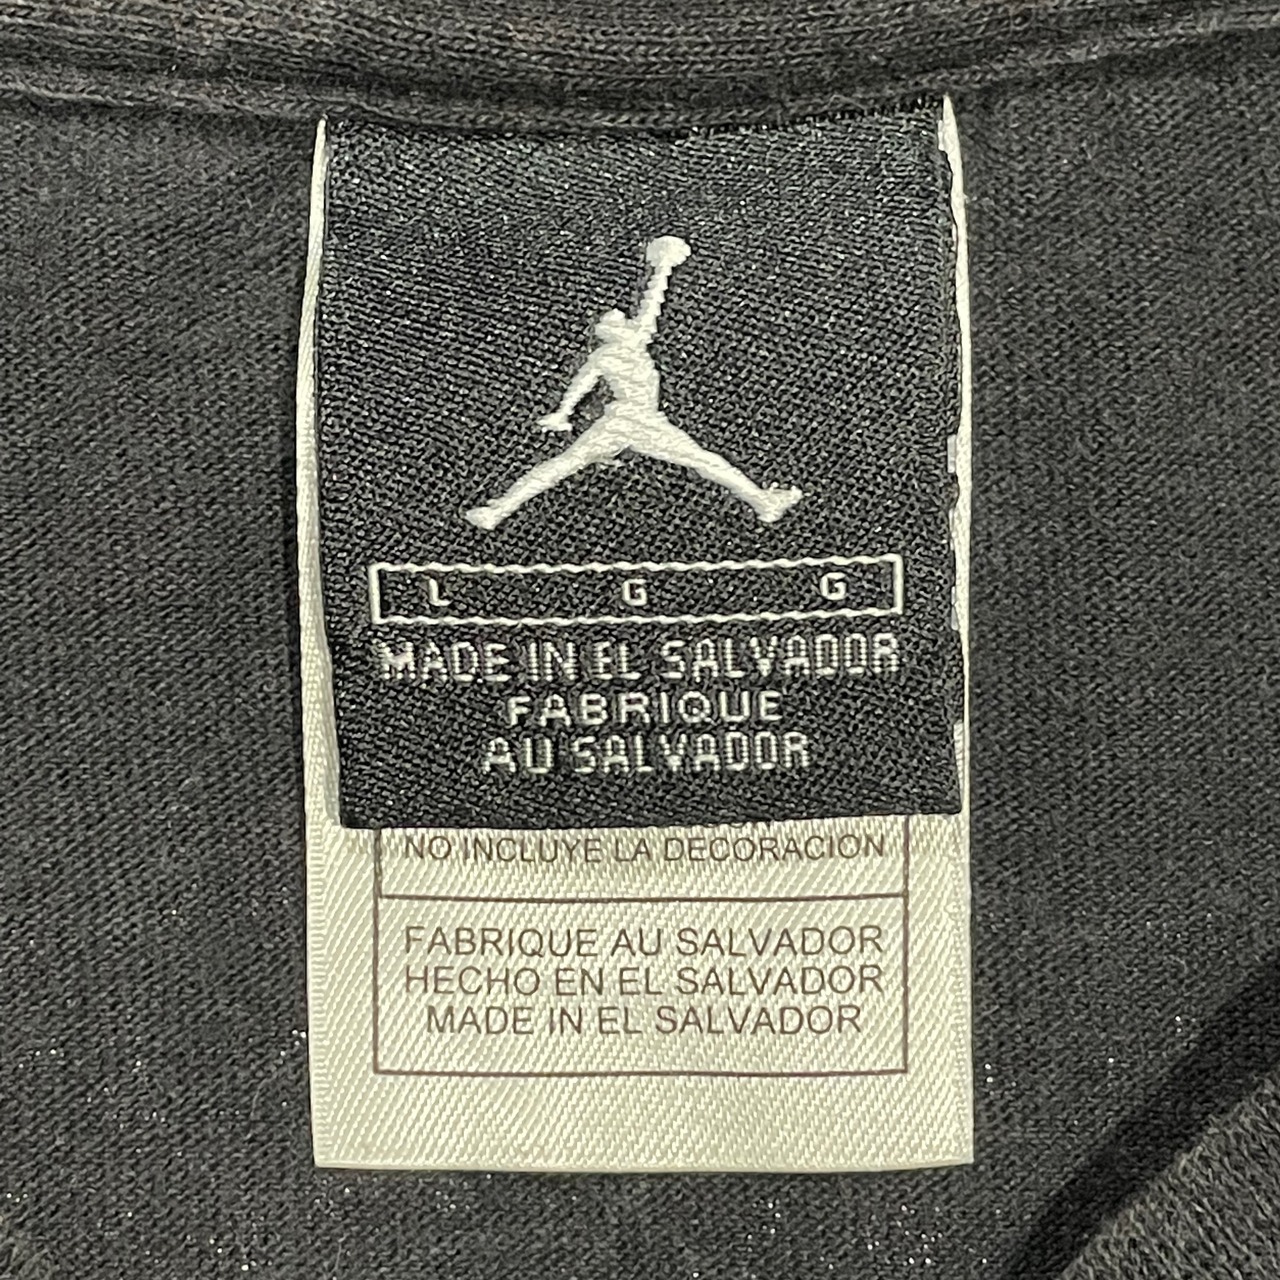 L G G
MADE IN EL SALVADOR
FABRIQUE
AU SALVADOR
NO INCLUYE LA DECORACION
FABRIQUE AU SALVADOR
HECHO EN EL SALVADOR
MADE IN EL SALVADOR